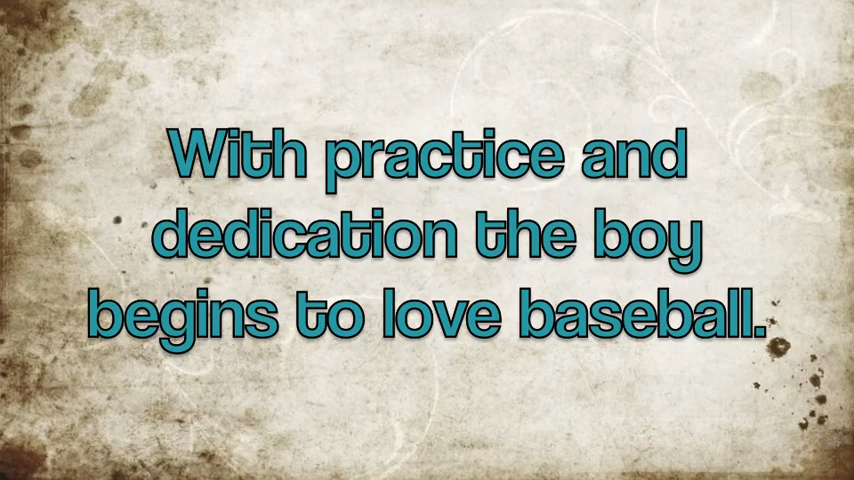 With practice and
dedication the boy
begins to love baseball.